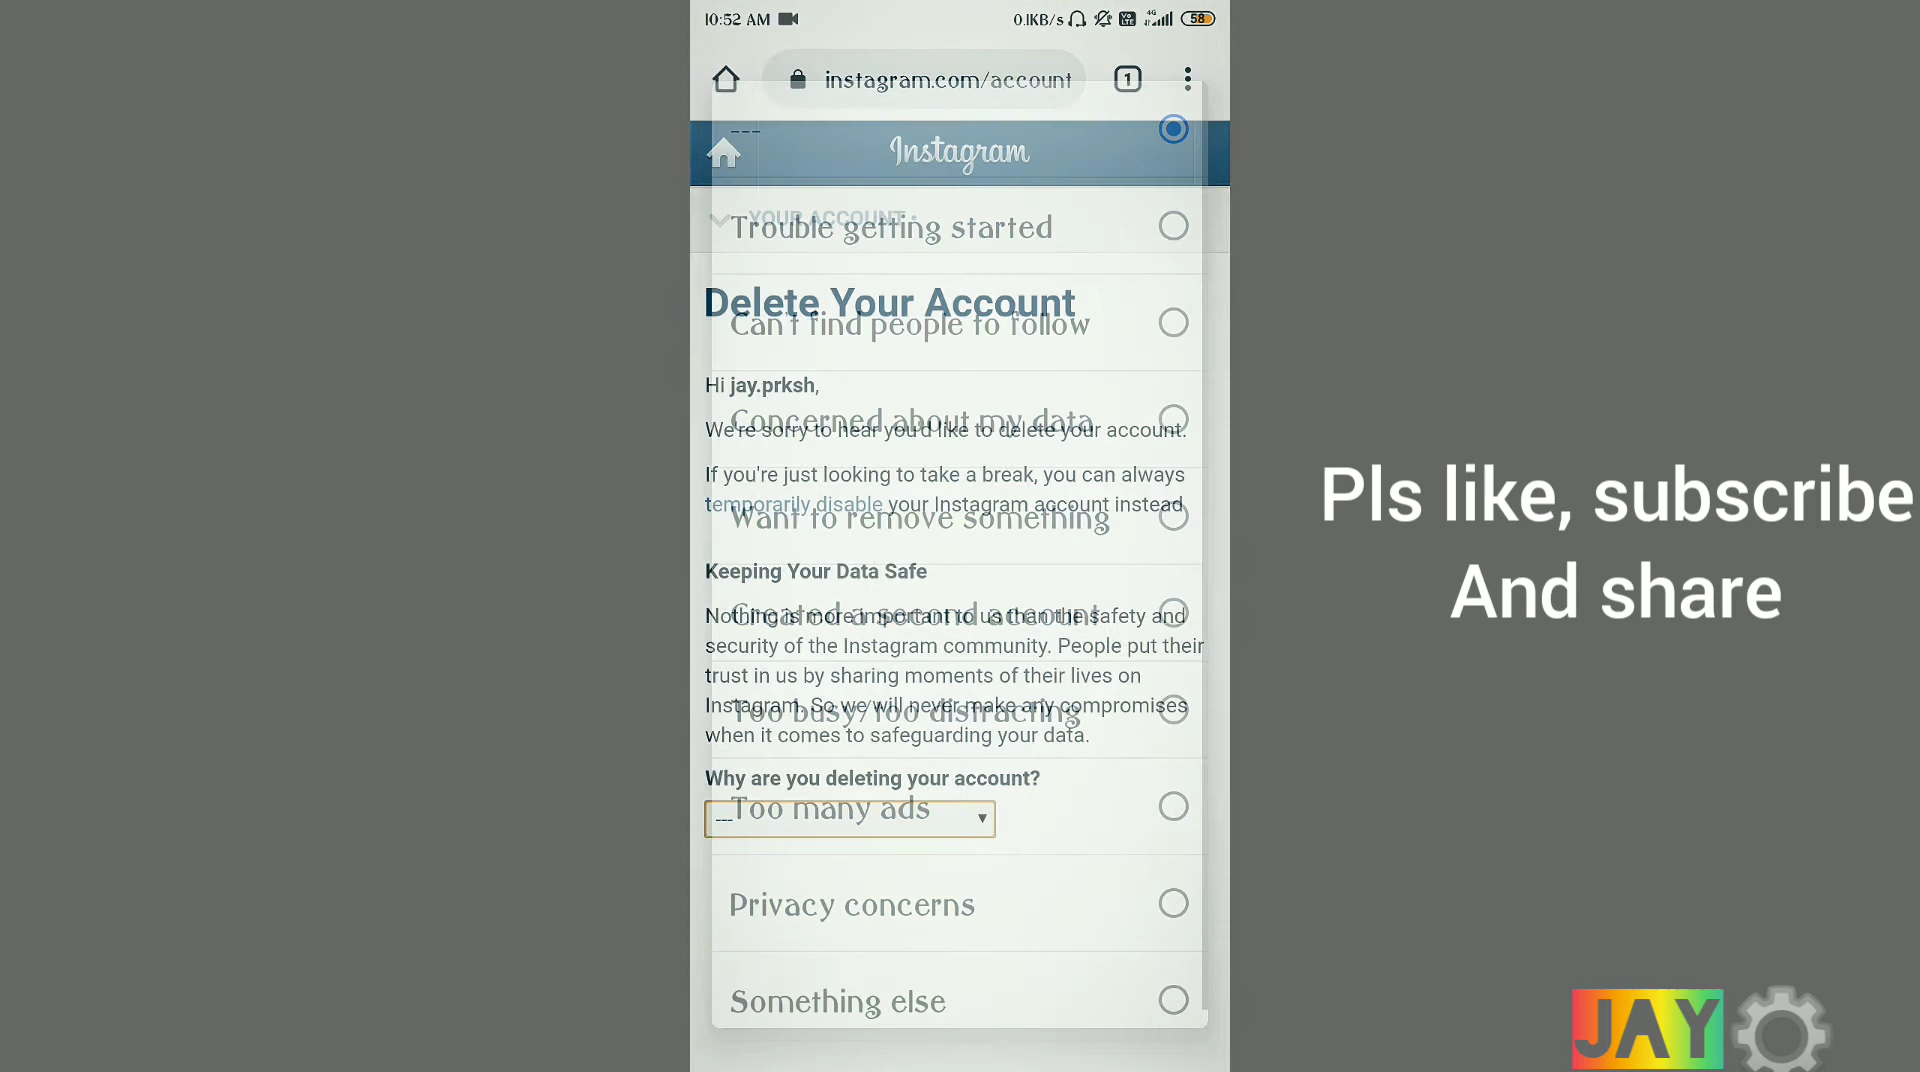 10:52 AM
0.1KB/s
VoLTE
4G
58
instagram.com/account
1
---
Instagram
YOUR ACCOUNT
Trouble getting started
Delete Your Account
Can't find people to follow
Hi jay.prksh,
Concerned about my data
We're sorry to hear you'd like to delete your account.
If you're just looking to take a break, you can always
temporarily disable your Instagram account instead.
Want to remove something
Keeping Your Data Safe
Created a second account
Nothing is more important to us than the safety and
security of the Instagram community. People put their
trust in us by sharing moments of their lives on
Instagram. So we will never make any compromises
Too busy/too distracting
when it comes to safeguarding your data.
Why are you deleting your account?
---
Too many ads
Privacy concerns
Something else
Pls like, subscribe
And share
JAY